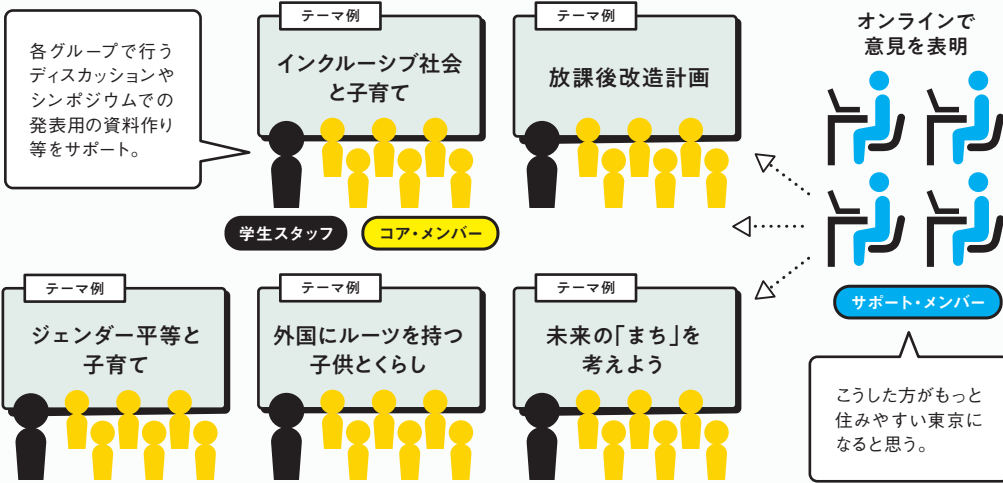 各グループで行う
ディスカッションや
シンポジウムでの
発表用の資料作り
等をサポート。
テーマ例
インクルーシブ社会
と子育て
テーマ例
放課後改造計画
オンラインで
意見を表明
学生スタッフ
コア・メンバー
テーマ例
ジェンダー平等と
子育て
テーマ例
外国にルーツを持つ
子供とくらし
テーマ例
未来の「まち」を
考えよう
サポート・メンバー
こうした方がもっと
住みやすい東京に
なると思う。